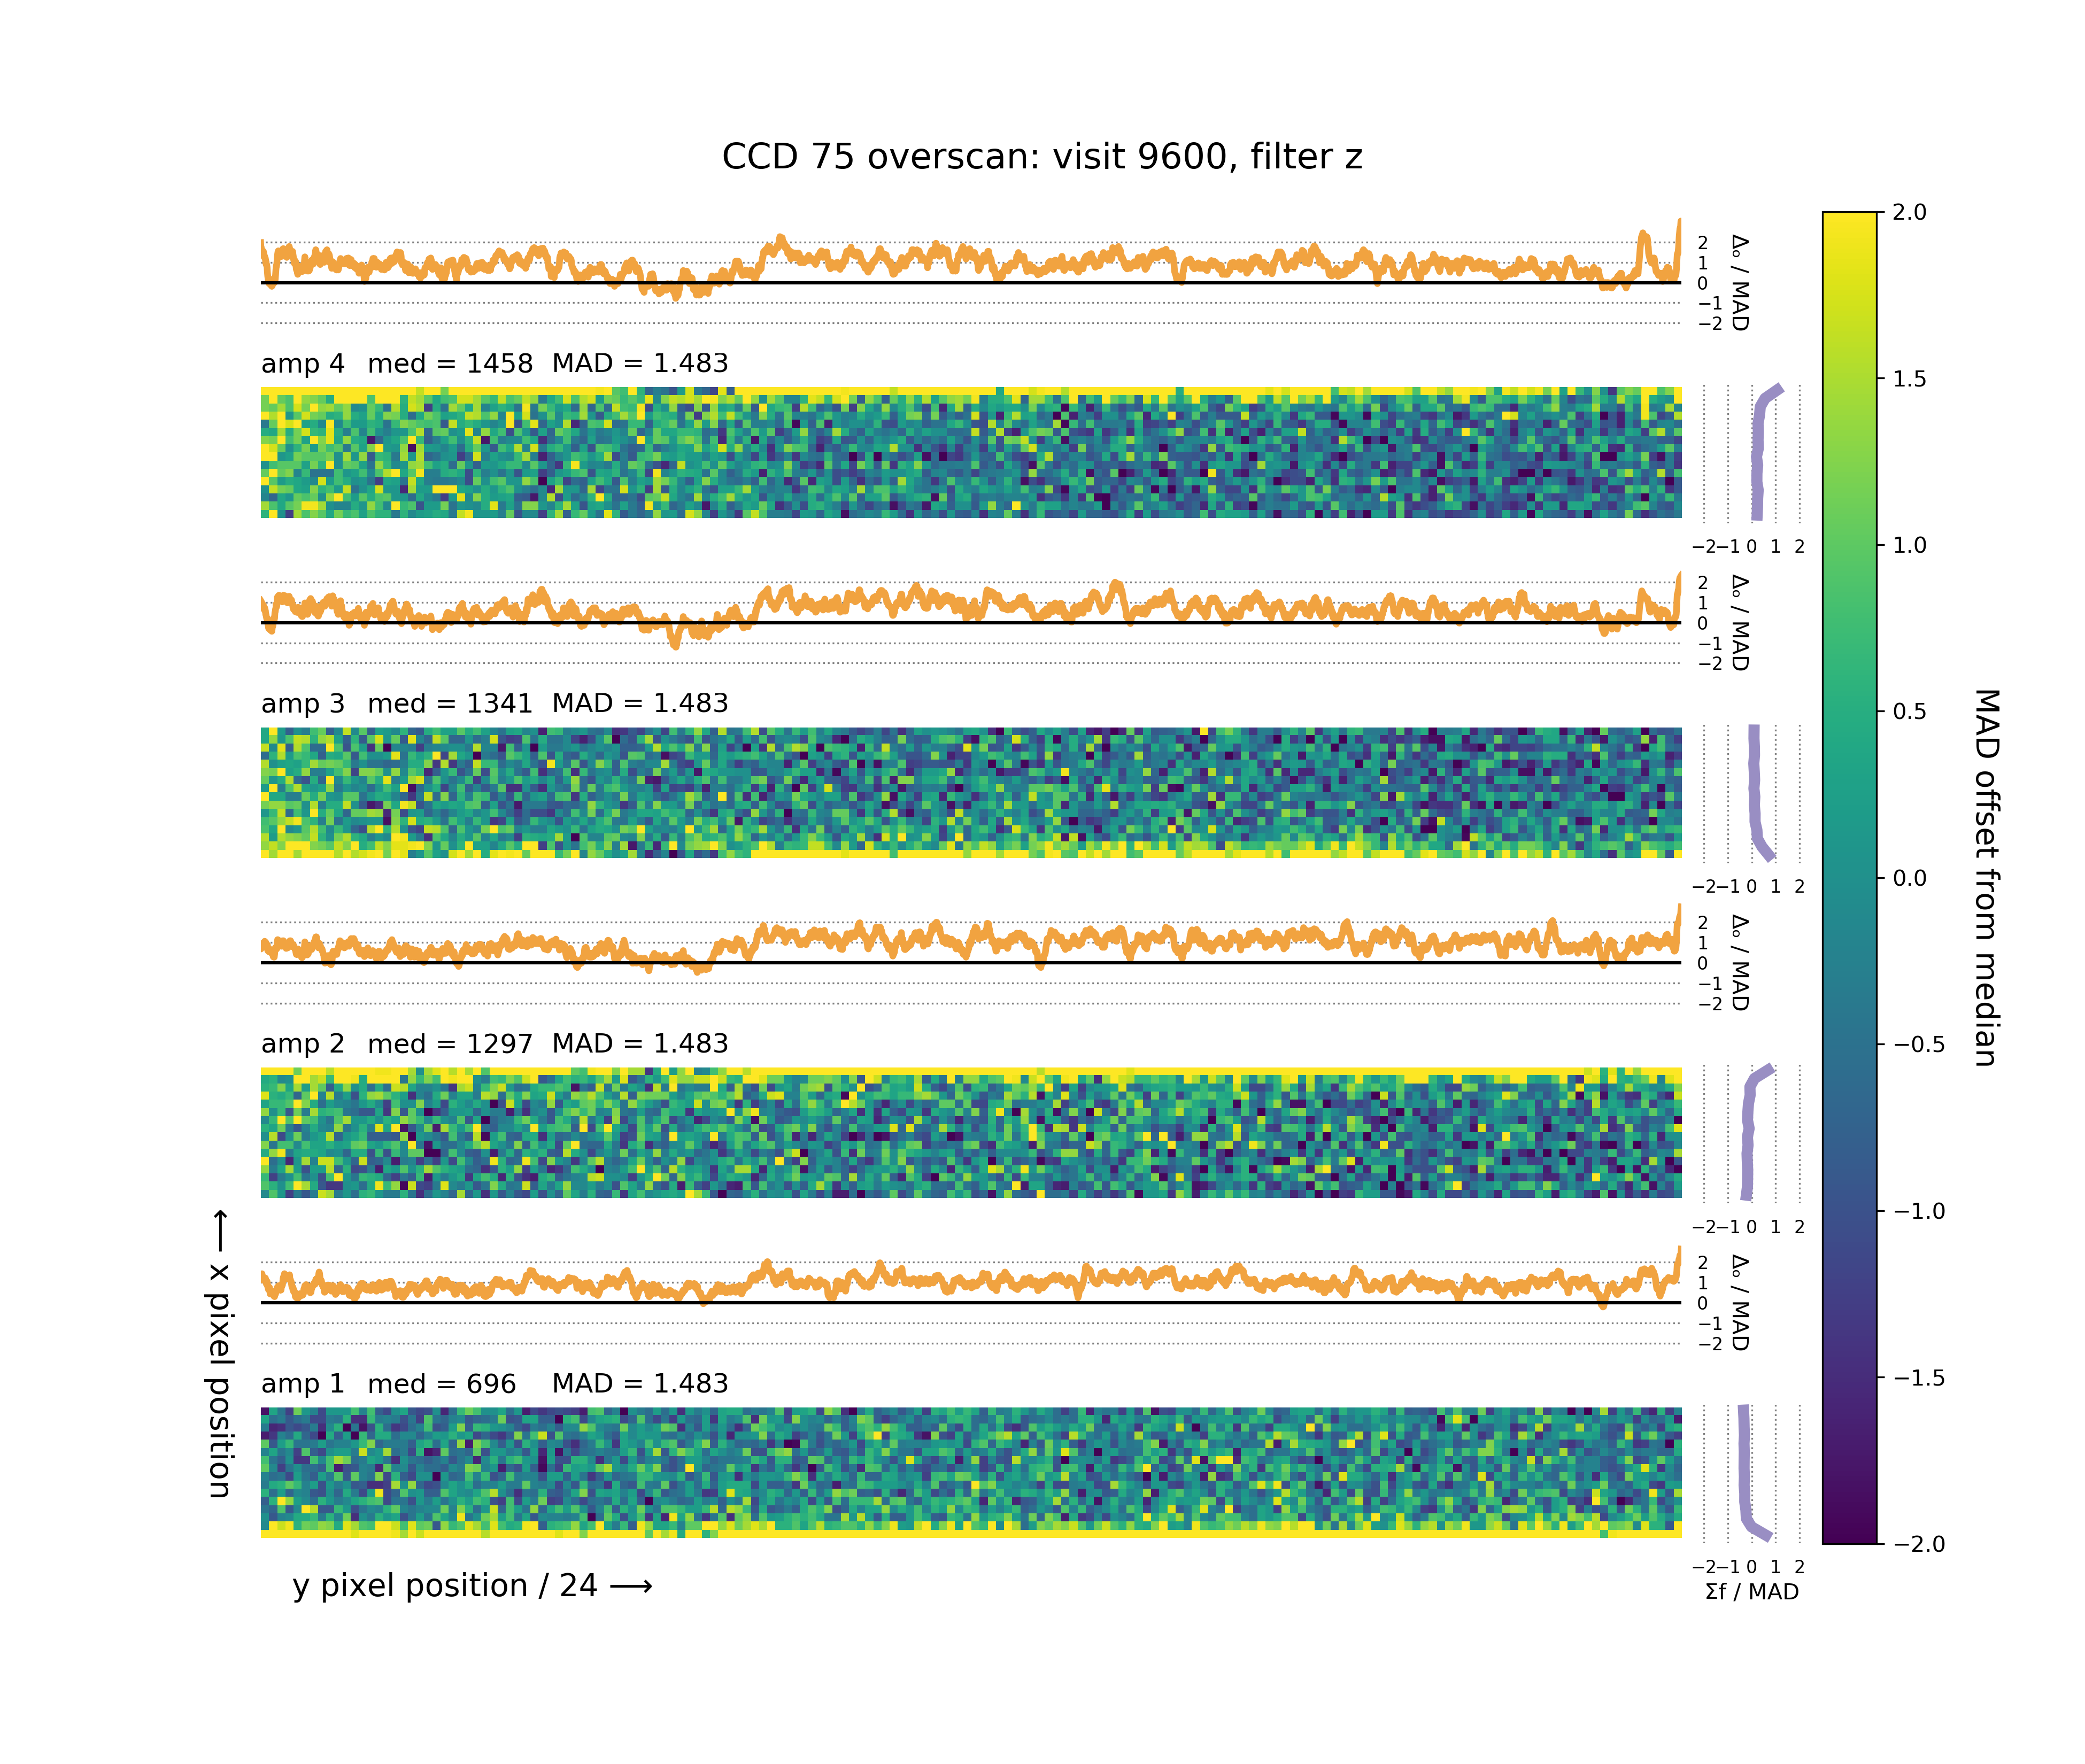 CCD 75 overscan: visit 9600, filter z
2
1
0
−1
−2
Δₒ / MAD
amp 4 med = 1458 MAD = 1.483
−2 −1 0 1 2
2
1
0
−1
−2
Δₒ / MAD
amp 3 med = 1341 MAD = 1.483
−2 −1 0 1 2
2
1
0
−1
−2
Δₒ / MAD
amp 2 med = 1297 MAD = 1.483
−2 −1 0 1 2
2
1
0
−1
−2
Δₒ / MAD
amp 1 med = 696 MAD = 1.483
−2 −1 0 1 2
Σf / MAD
x pixel position ⟶
y pixel position / 24 ⟶
2.0
1.5
1.0
0.5
0.0
−0.5
−1.0
−1.5
−2.0
MAD offset from median